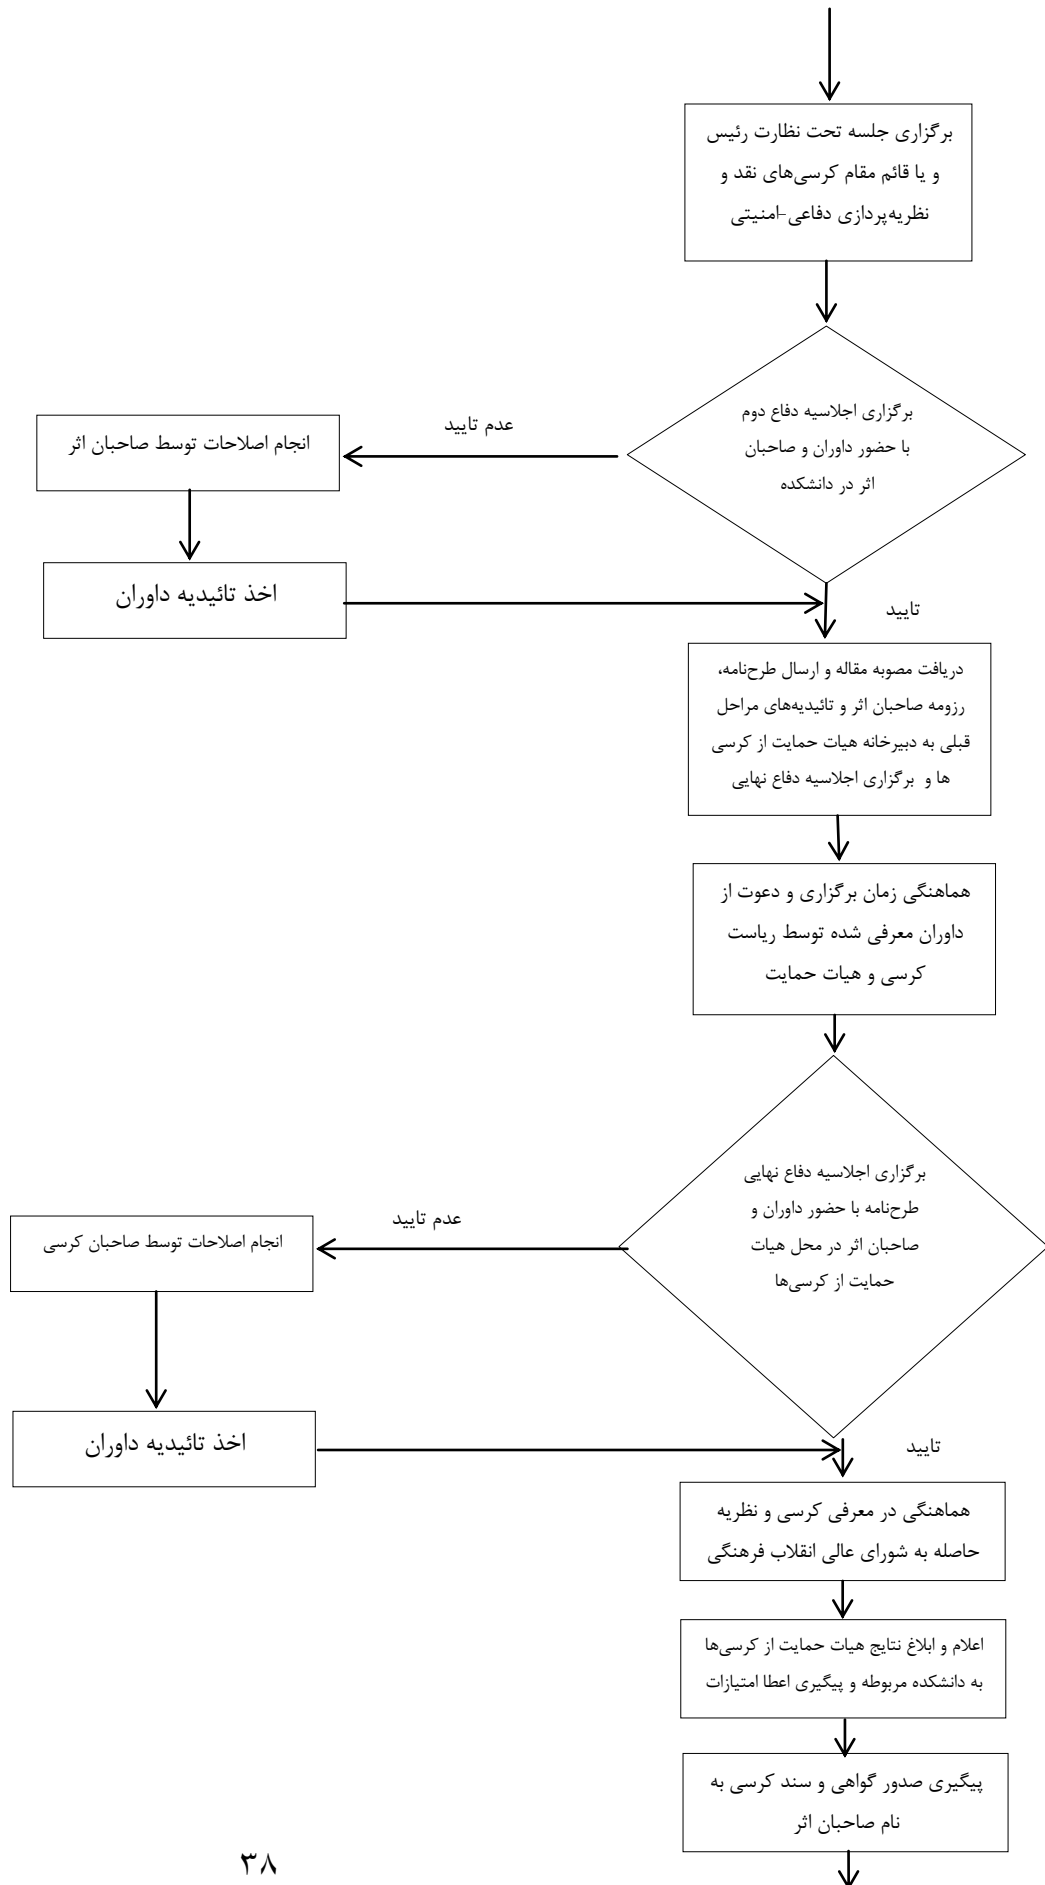 برگزاری جلسه تحت نظارت رئیس
و یا قائم مقام کرسی‌های نقد و
نظریه‌پردازی دفاعی-امنیتی
برگزاری اجلاسیه دفاع دوم
با حضور داوران و صاحبان
اثر در دانشکده
عدم تایید
انجام اصلاحات توسط صاحبان اثر
اخذ تائیدیه داوران
تایید
دریافت مصوبه مقاله و ارسال طرح‌نامه،
رزومه صاحبان اثر و تائیدیه‌های مراحل
قبلی به دبیرخانه هیات حمایت از کرسی
ها و برگزاری اجلاسیه دفاع نهایی
هماهنگی زمان برگزاری و دعوت از
داوران معرفی شده توسط ریاست
کرسی و هیات حمایت
برگزاری اجلاسیه دفاع نهایی
طرح‌نامه با حضور داوران و
صاحبان اثر در محل هیات
حمایت از کرسی‌ها
عدم تایید
انجام اصلاحات توسط صاحبان کرسی
اخذ تائیدیه داوران
تایید
هماهنگی در معرفی کرسی و نظریه
حاصله به شورای عالی انقلاب فرهنگی
اعلام و ابلاغ نتایج هیات حمایت از کرسی‌ها
به دانشکده مربوطه و پیگیری اعطا امتیازات
پیگیری صدور گواهی و سند کرسی به
نام صاحبان اثر
۳۸